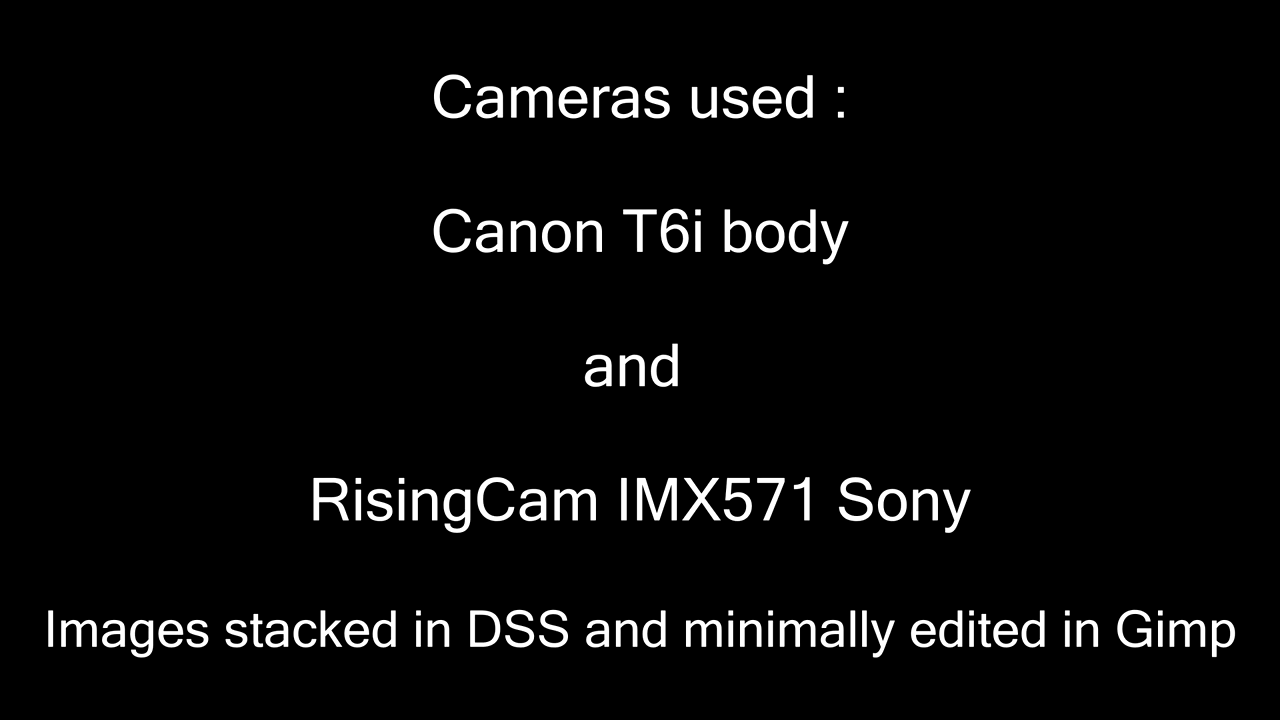 Cameras used :
Canon T6i body
and
RisingCam IMX571 Sony
Images stacked in DSS and minimally edited in Gimp